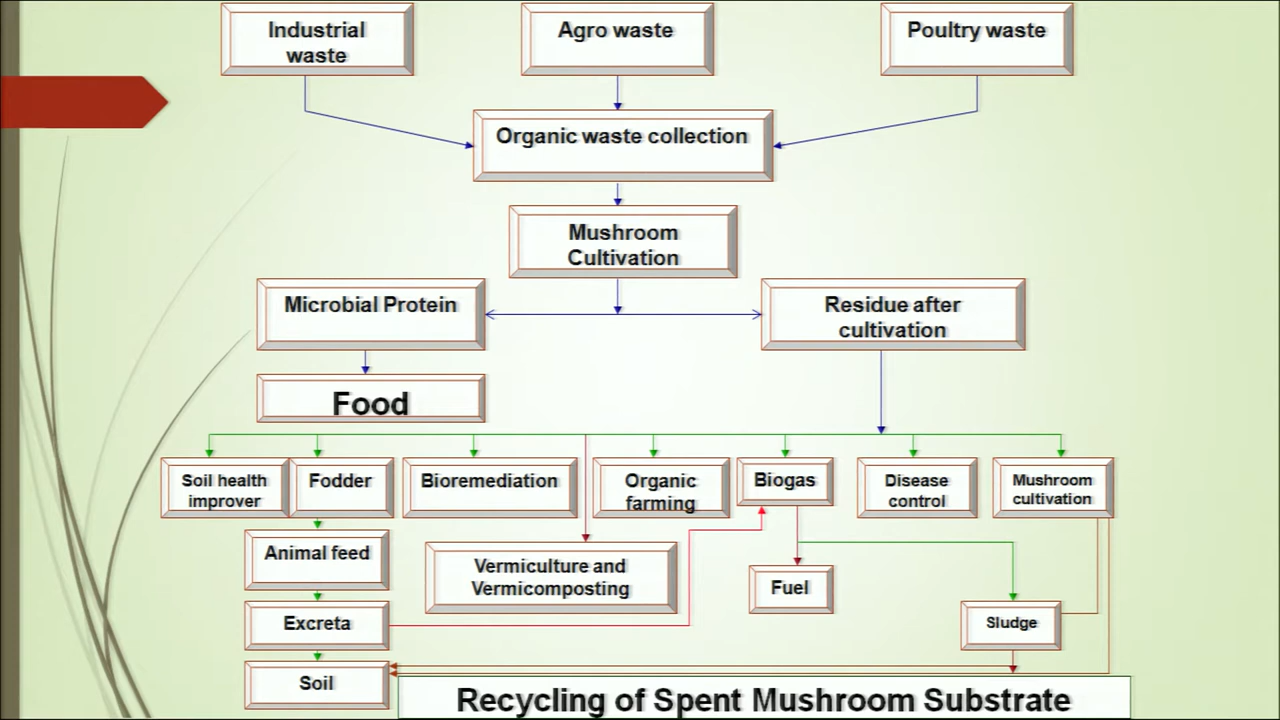 Industrial
waste
Agro waste
Poultry waste
Organic waste collection
Mushroom
Cultivation
Microbial Protein
Residue after
cultivation
Food
Soil health
improver
Fodder
Bioremediation
Organic
farming
Biogas
Disease
control
Mushroom
cultivation
Animal feed
Vermiculture and
Vermicomposting
Fuel
Excreta
Sludge
Soil
Recycling of Spent Mushroom Substrate